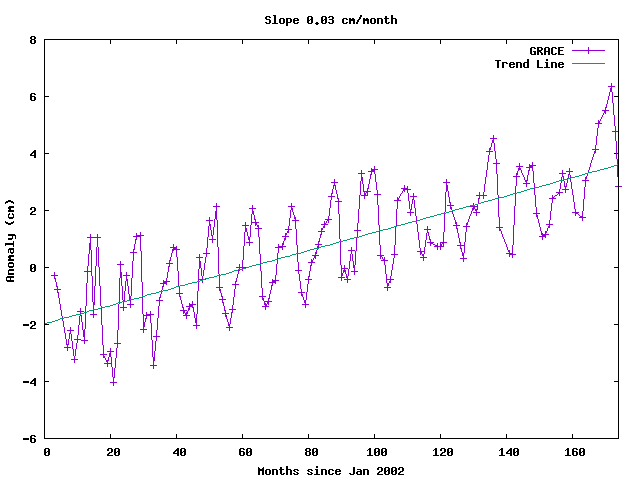 Slope 0.03 cm/month
GRACE
Trend Line
8
6
4
2
0
-2
-4
-6
Anomaly (cm)
0 20 40 60 80 100 120 140 160
Months since Jan 2002